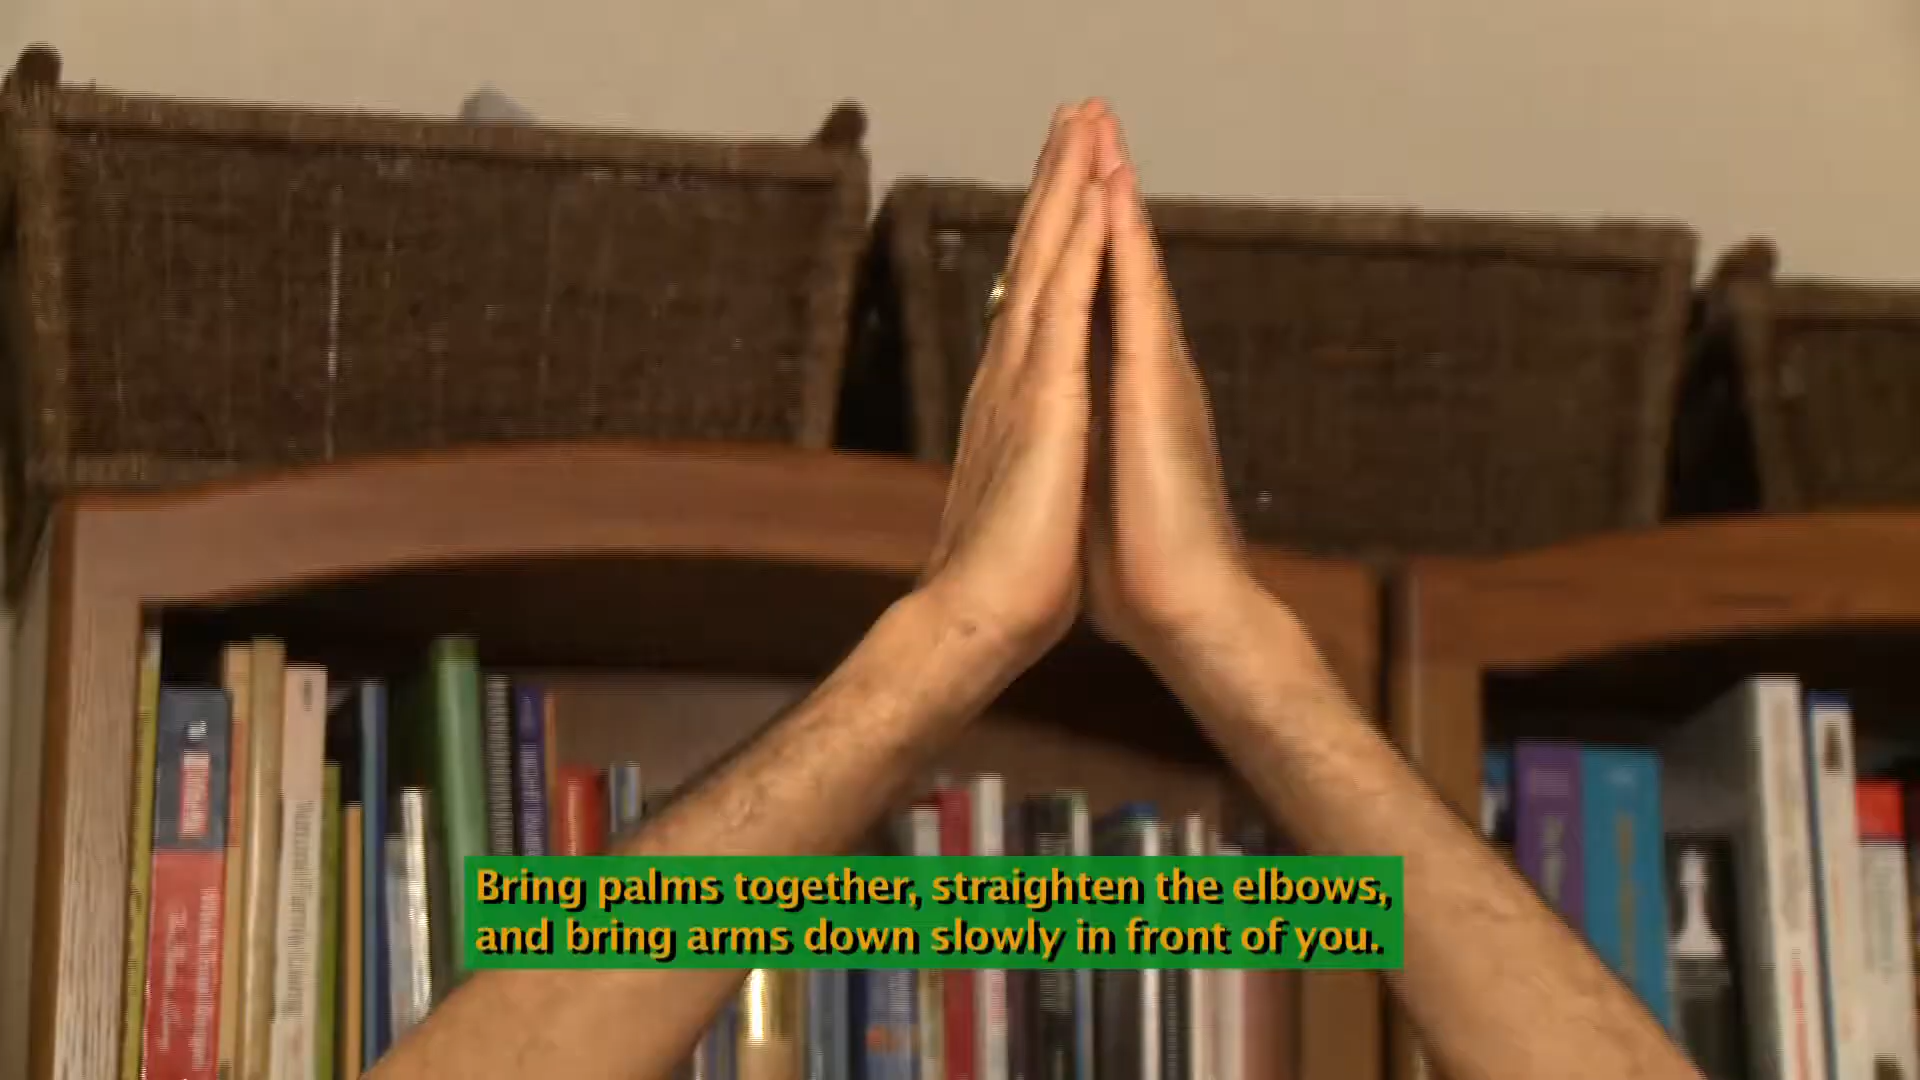 Bring palms together, straighten the elbows,
and bring arms down slowly in front of you.